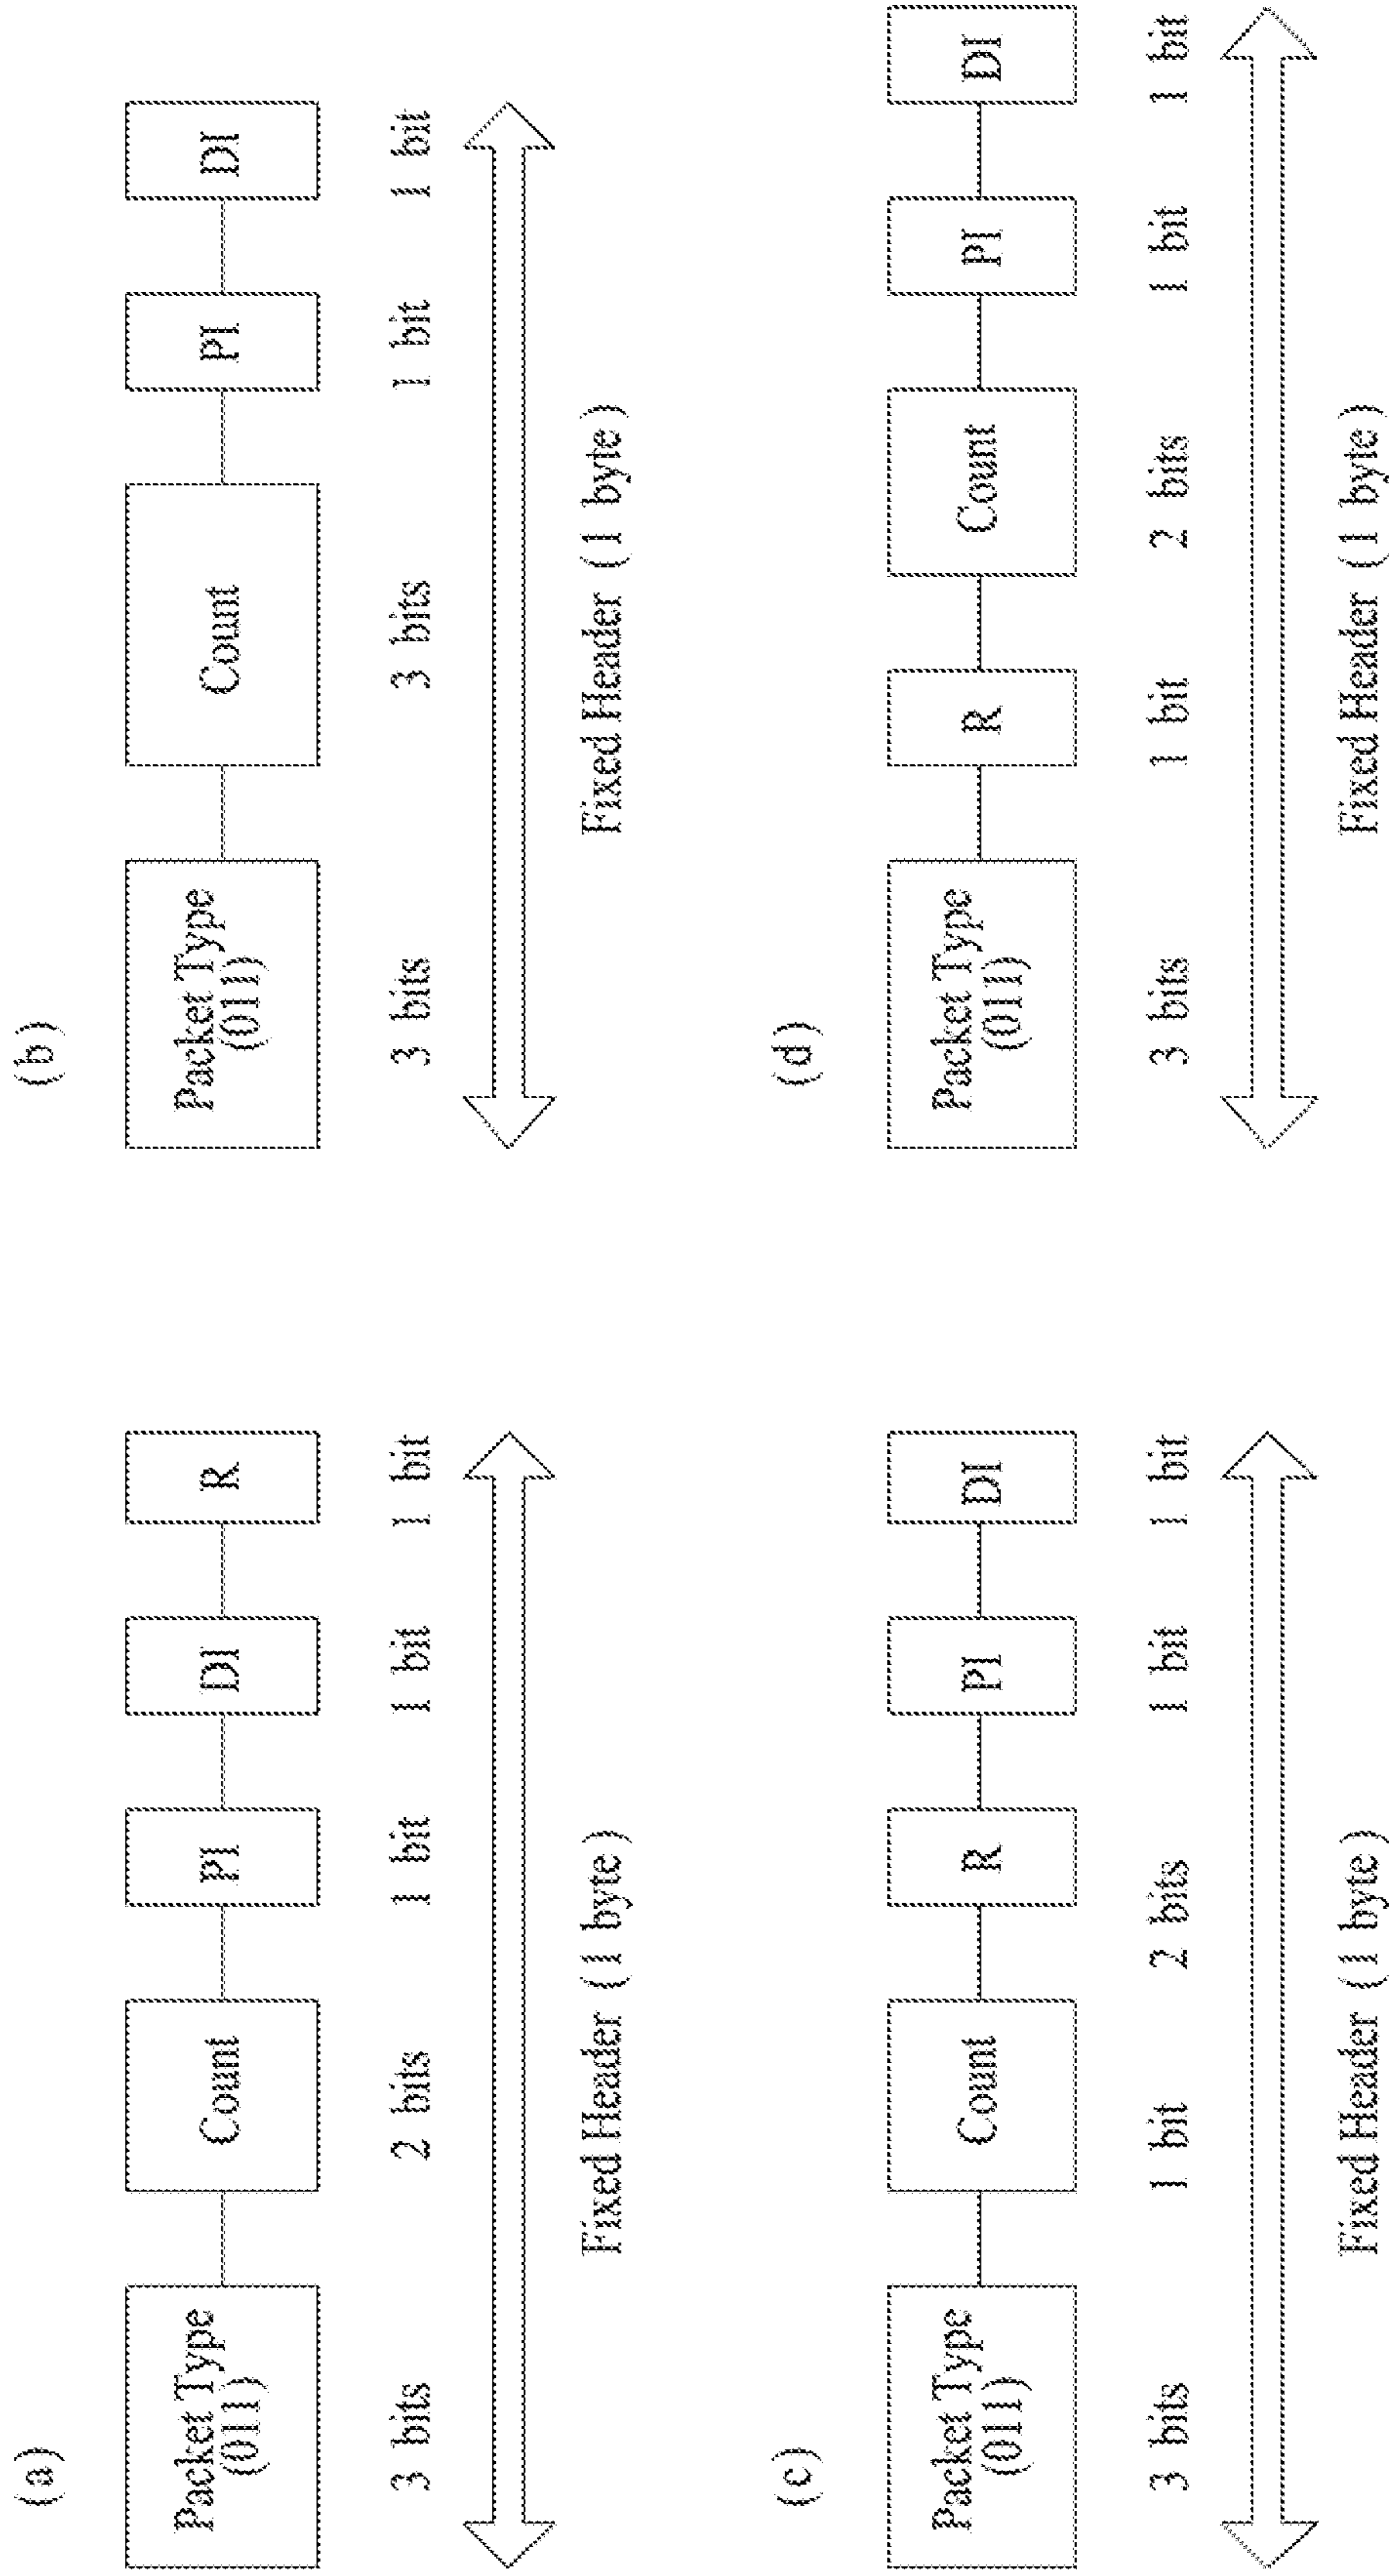 (a)
Packet Type
(011)
Count
PI
DI
R
3 bits
2 bits
1 bit
1 bit
1 bit
Fixed Header (1 byte)
(b)
Packet Type
(011)
Count
PI
DI
3 bits
3 bits
1 bit
1 bit
Fixed Header (1 byte)
(c)
Packet Type
(011)
Count
R
PI
DI
3 bits
1 bit
2 bits
1 bit
1 bit
Fixed Header (1 byte)
(d)
Packet Type
(011)
R
Count
PI
DI
3 bits
1 bit
2 bits
1 bit
1 bit
Fixed Header (1 byte)